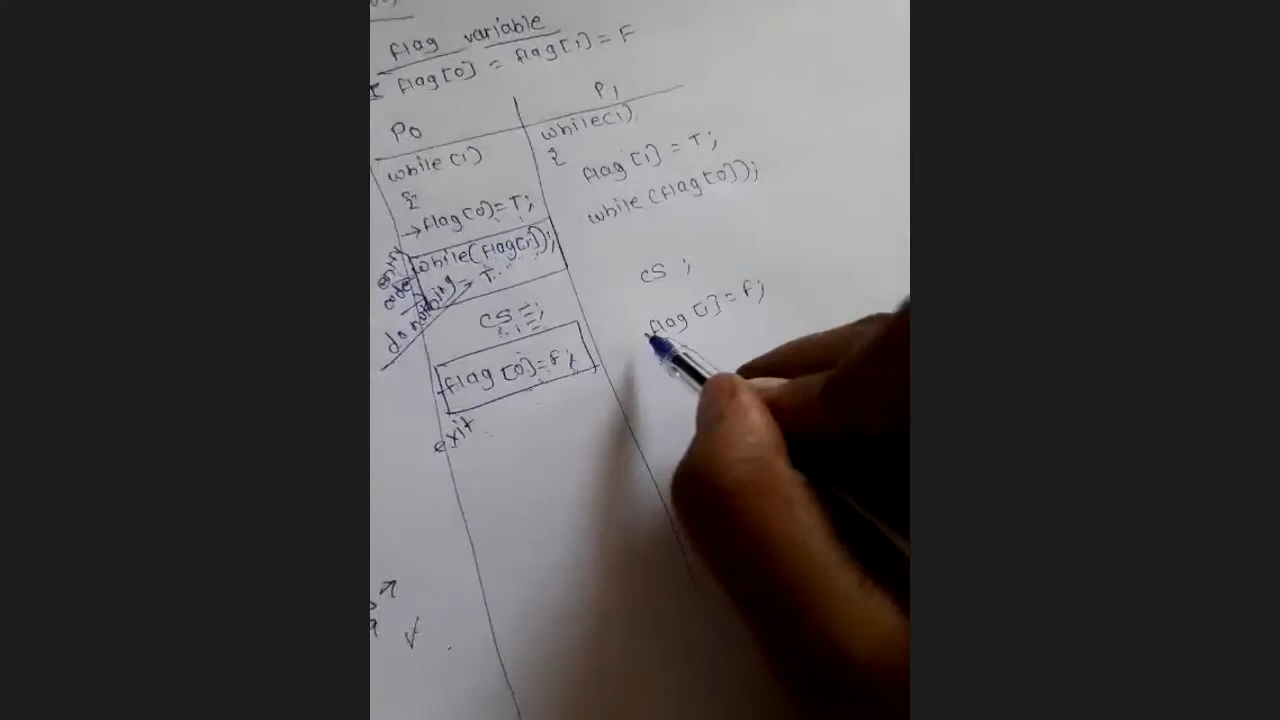 flag variable
flag[0] = flag[1] = F
P0
while(1)
{
→flag[0]=T;
while(flag[1]);
do nothing = T
entry
code
CS
flag[0]=F;
exit
P1
while(1)
{
flag[1] = T;
while(flag[0]);
CS ;
flag[1]=F;